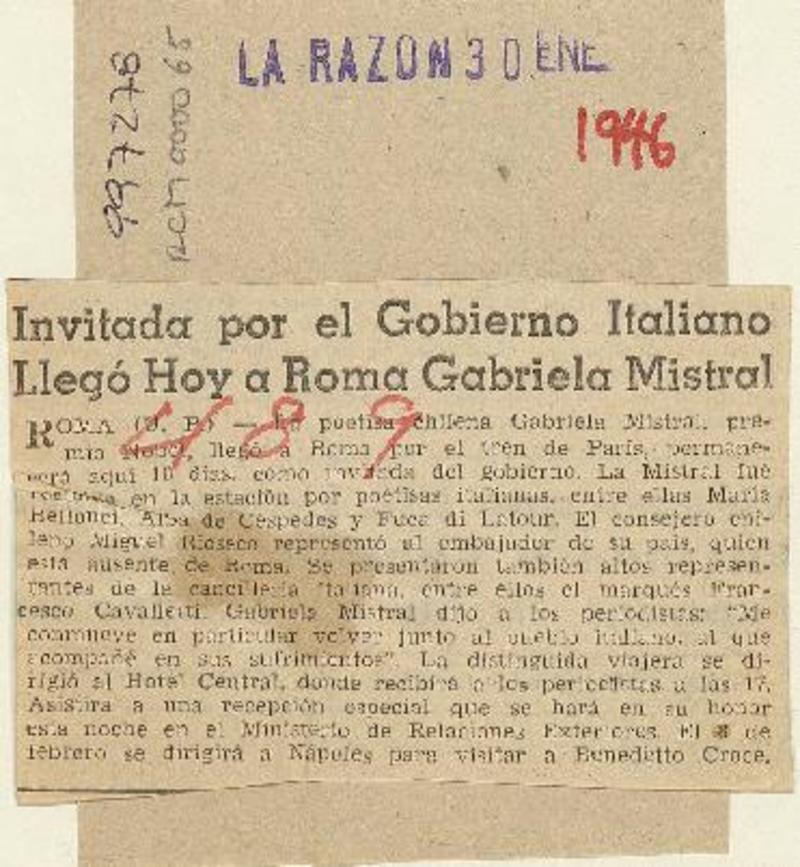 LA RAZON 30 ENE
1946
997278
Invitada por el Gobierno Italiano
Llegó Hoy a Roma Gabriela Mistral
489
ROMA (U. P.) — La poetisa chilena Gabriela Mistral, pre-
mio Nobel, llegó a Roma por el tren de París, permane-
cerá aquí 10 días, como invitada del gobierno. La Mistral fué
en la estación por poetisas italianas, entre ellas María
Bellonci, Alba de Céspedes y di Latour. El consejero chi-
leno Miguel Rioseco representó al embajador de su país, quien
está ausente de Roma. Se presentaron también altos represen-
tantes de la cancillería italiana, entre ellos el marqués Fran-
cesco Cavalletti. Gabriela Mistral dijo a los periodistas: "Me
conmueve en particular volver junto al pueblo italiano, al que
acompañé en sus sufrimientos". La distinguida viajera se di-
rigió al Hotel Central, donde recibirá a los periodistas a las 17.
Asistirá a una recepción especial que se hará en su honor
esta noche en el Ministerio de Relaciones Exteriores. El de
febrero se dirigirá a Nápoles para visitar a Benedetto Croce.